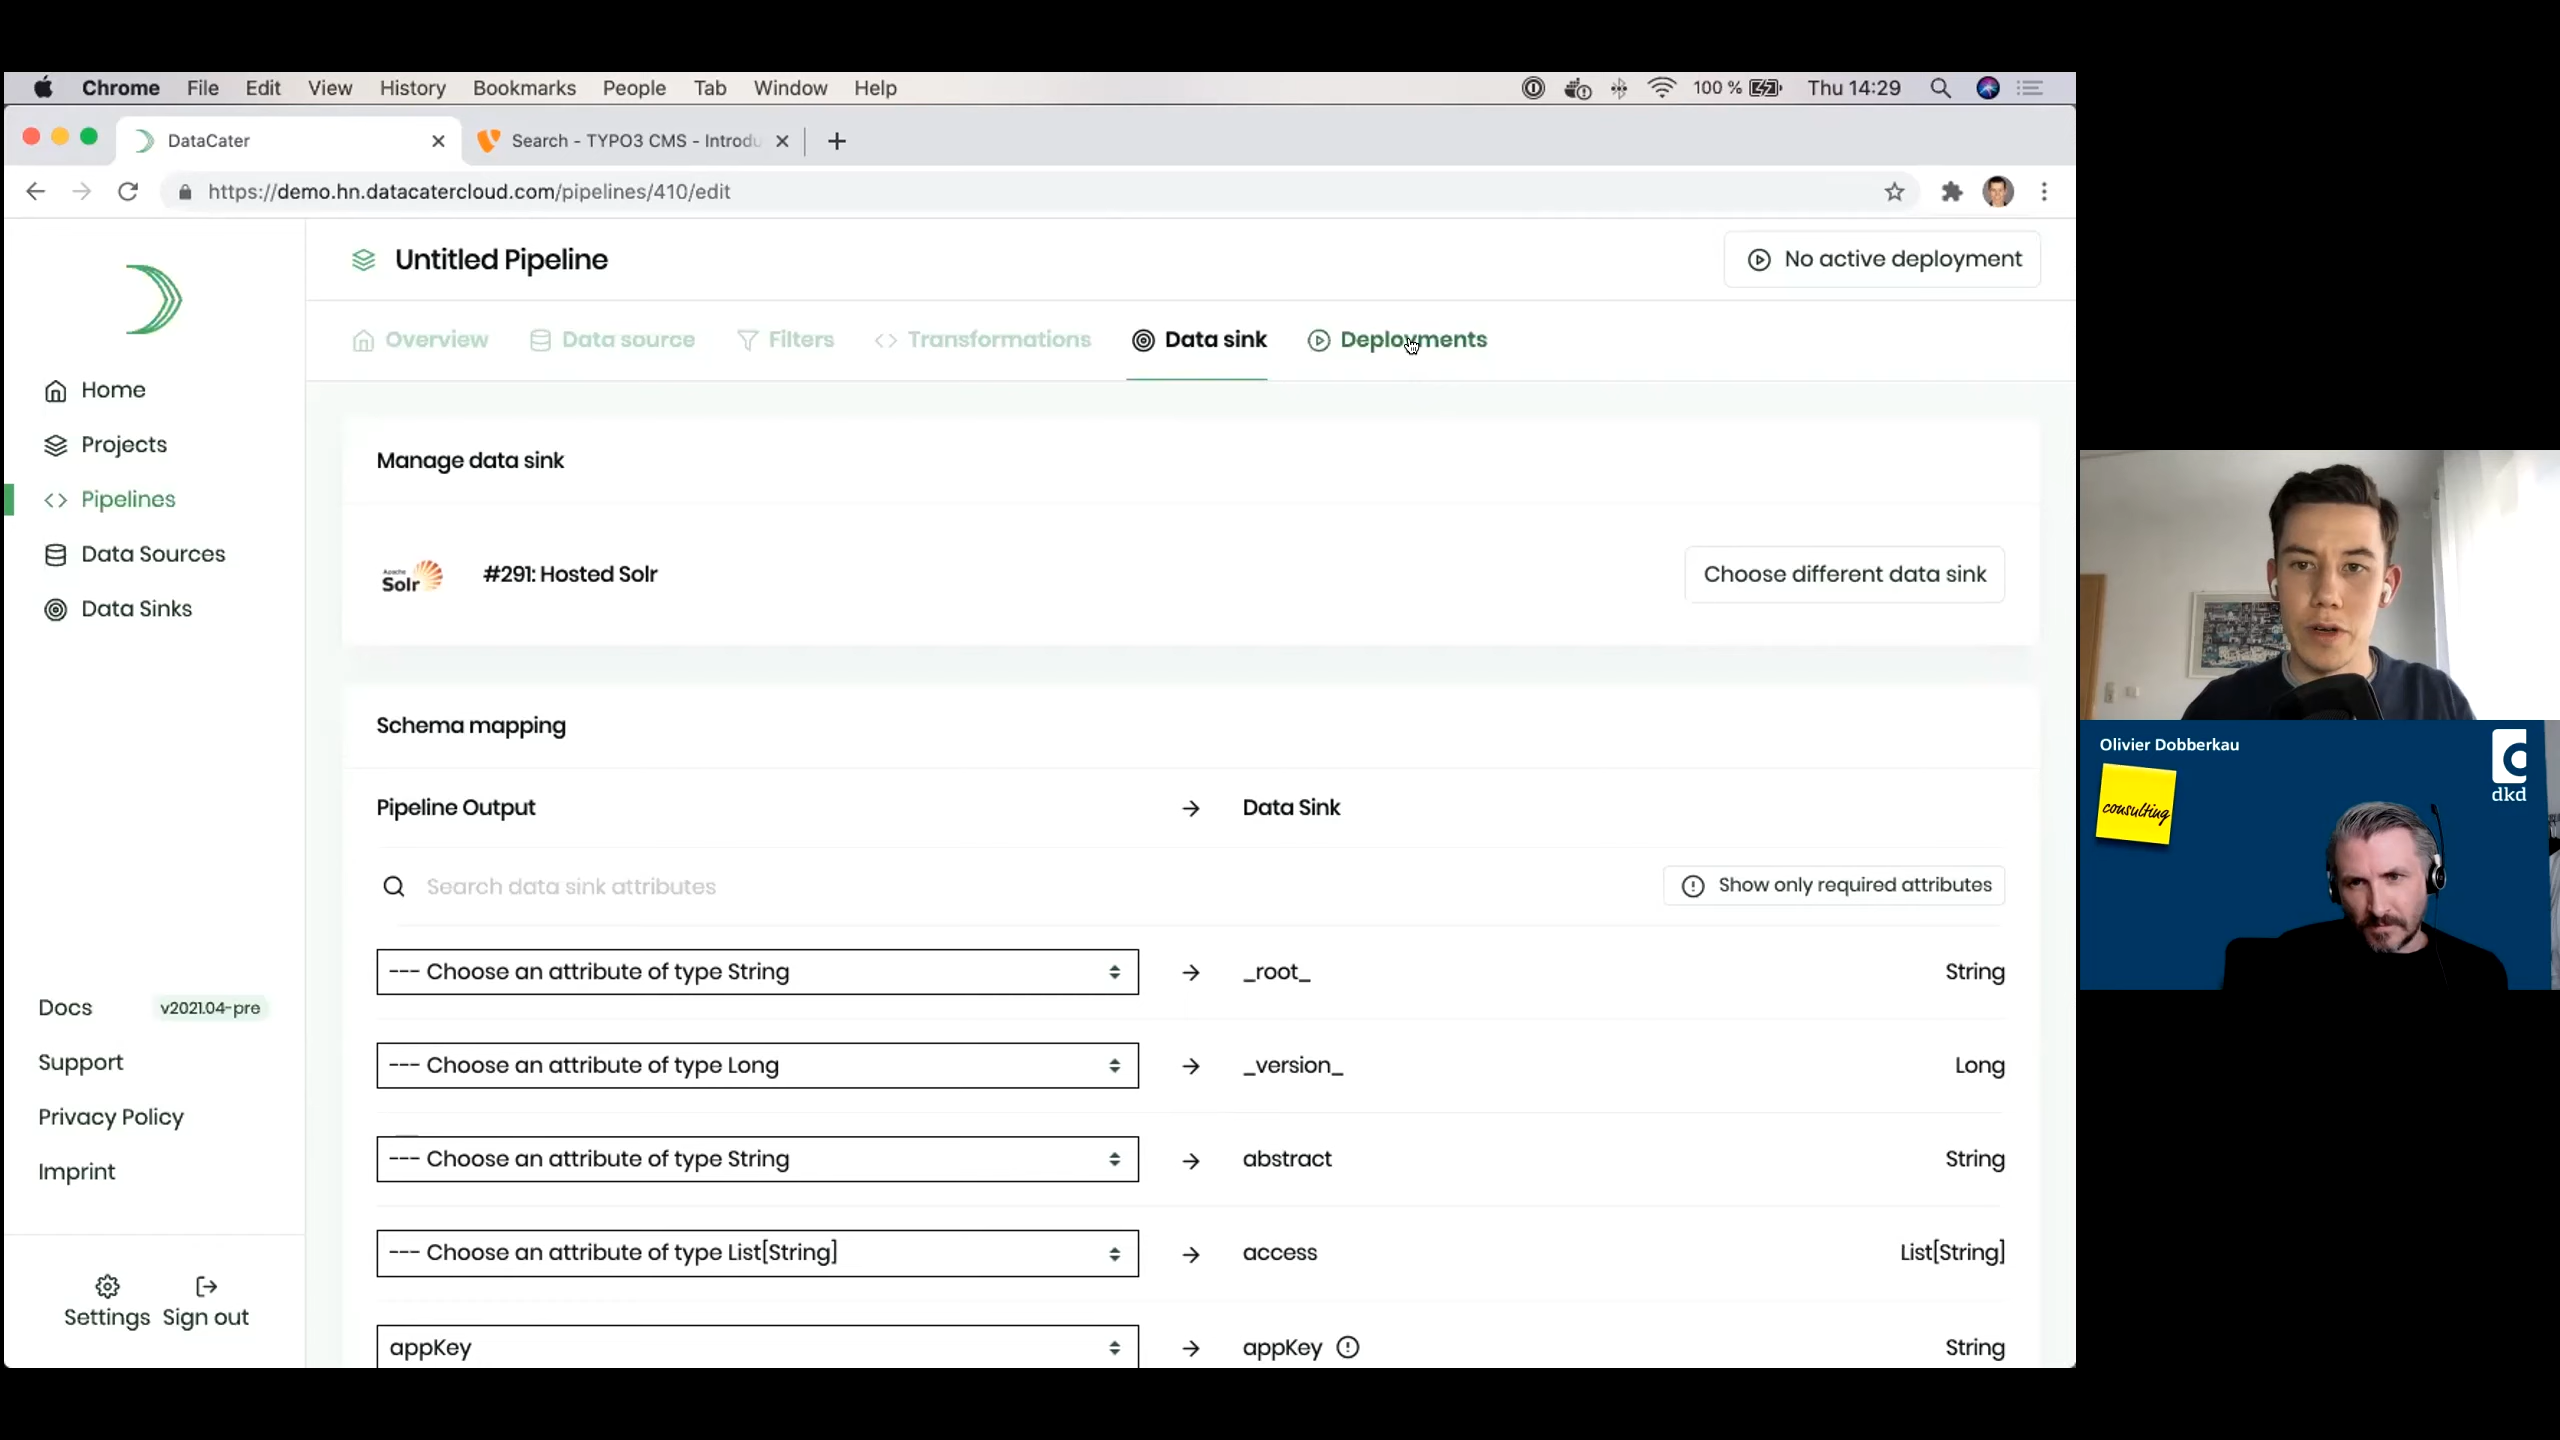 Chrome File Edit View History Bookmarks People Tab Window Help 100 % Thu 14:29
DataCater Search - TYPO3 CMS - Introdu
https://demo.hn.datacatercloud.com/pipelines/410/edit
Untitled Pipeline No active deployment
Overview Data source Filters Transformations Data sink Deployments
Home
Projects
Pipelines
Data Sources
Data Sinks
Docs v2021.04-pre
Support
Privacy Policy
Imprint
Settings Sign out
Manage data sink
Apache
Solr #291: Hosted Solr Choose different data sink
Schema mapping
Pipeline Output → Data Sink
Search data sink attributes Show only required attributes
--- Choose an attribute of type String → _root_ String
--- Choose an attribute of type Long → _version_ Long
--- Choose an attribute of type String → abstract String
--- Choose an attribute of type List[String] → access List[String]
appKey → appKey String
Olivier Dobberkau
consulting
dkd